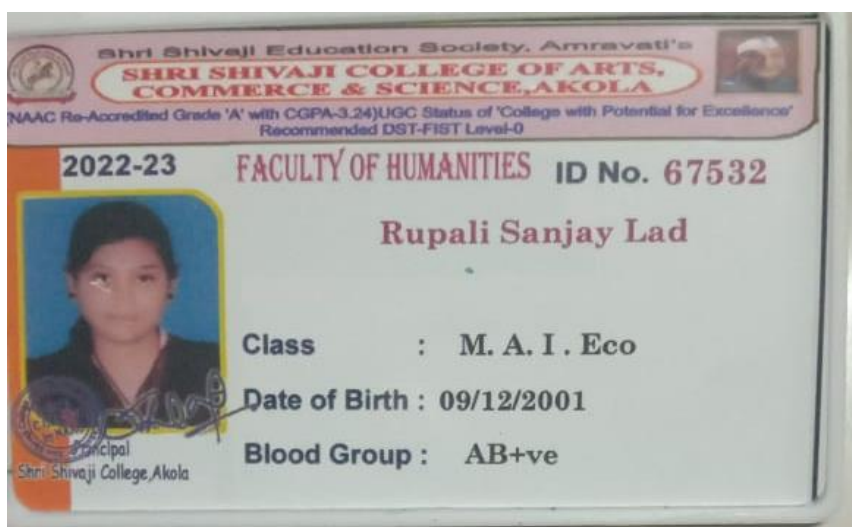 Shri Shivaji Education Society, Amravati's
SHRI SHIVAJI COLLEGE OF ARTS,
COMMERCE & SCIENCE,AKOLA
(NAAC Re-Accredited Grade 'A' with CGPA-3.24)UGC Status of 'College with Potential for Excellence'
Recommended DST-FIST Level-0
2022-23
FACULTY OF HUMANITIES
ID No. 67532
Rupali Sanjay Lad
Class : M. A. I . Eco
Date of Birth : 09/12/2001
Blood Group : AB+ve
Principal
Shri Shivaji College,Akola